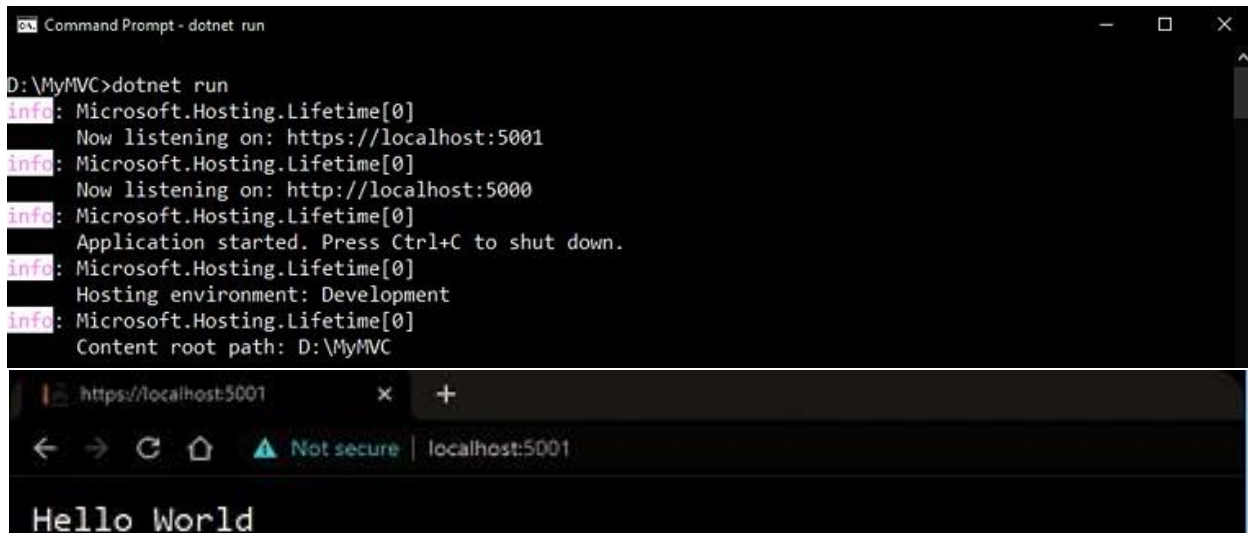 Command Prompt - dotnet run
D:\MyMVC>dotnet run
info: Microsoft.Hosting.Lifetime[0]
Now listening on: https://localhost:5001
info: Microsoft.Hosting.Lifetime[0]
Now listening on: http://localhost:5000
info: Microsoft.Hosting.Lifetime[0]
Application started. Press Ctrl+C to shut down.
info: Microsoft.Hosting.Lifetime[0]
Hosting environment: Development
info: Microsoft.Hosting.Lifetime[0]
Content root path: D:\MyMVC
https://localhost:5001
Not secure | localhost:5001
Hello World